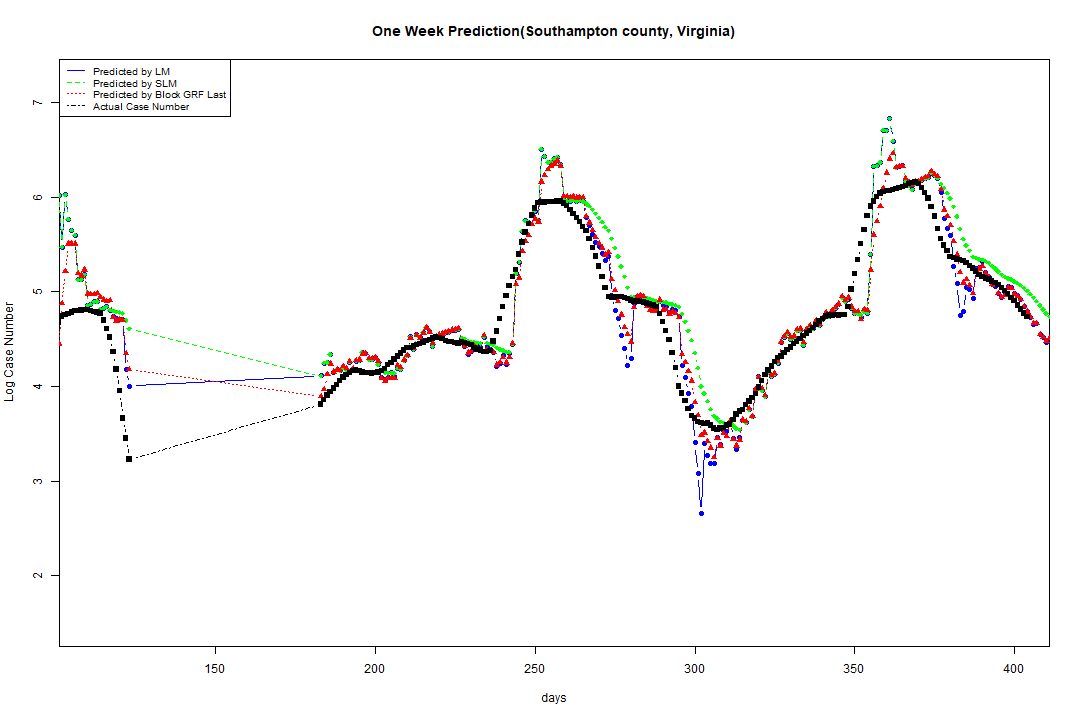 One Week Prediction(Southampton county, Virginia)
Predicted by LM
Predicted by SLM
Predicted by Block GRF Last
Actual Case Number
7
6
5
4
3
2
Log Case Number
150 200 250 300 350 400
days